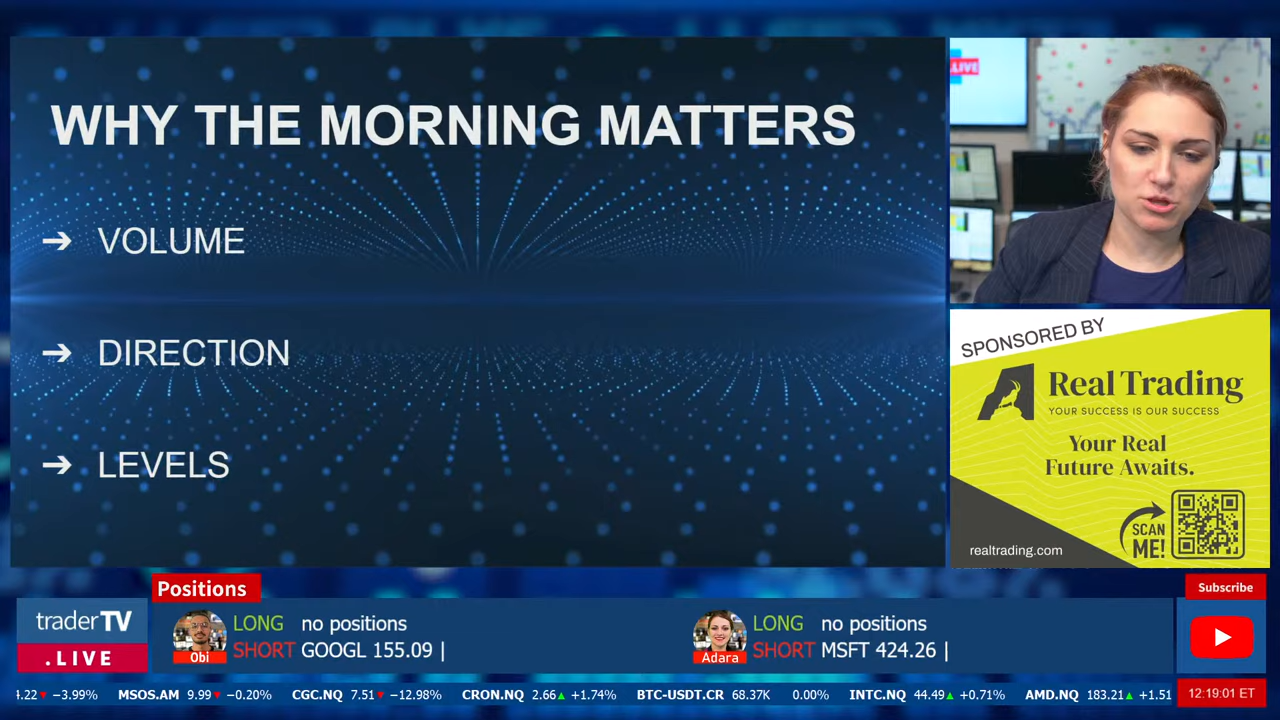 WHY THE MORNING MATTERS
➔ VOLUME
➔ DIRECTION
➔ LEVELS
.LIVE
SPONSORED BY
Real Trading
YOUR SUCCESS IS OUR SUCCESS
Your Real
Future Awaits.
SCAN
ME!
realtrading.com
Positions
Subscribe
traderTV
.LIVE
Obi
LONG no positions
SHORT GOOGL 155.09 |
Adara
LONG no positions
SHORT MSFT 424.26 |
4.22▼ −3.99% MSOS.AM 9.99▼ −0.20% CGC.NQ 7.51▼ −12.98% CRON.NQ 2.66▲ +1.74% BTC-USDT.CR 68.37K 0.00% INTC.NQ 44.49▲ +0.71% AMD.NQ 183.21▲ +1.51
12:19:01 ET